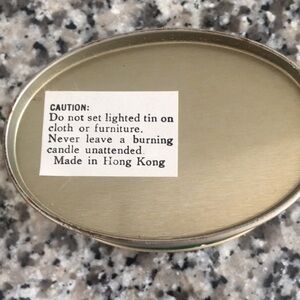 CAUTION:
Do not set lighted tin on
cloth or furniture.
Never leave a burning
candle unattended
Made in Hong Kong